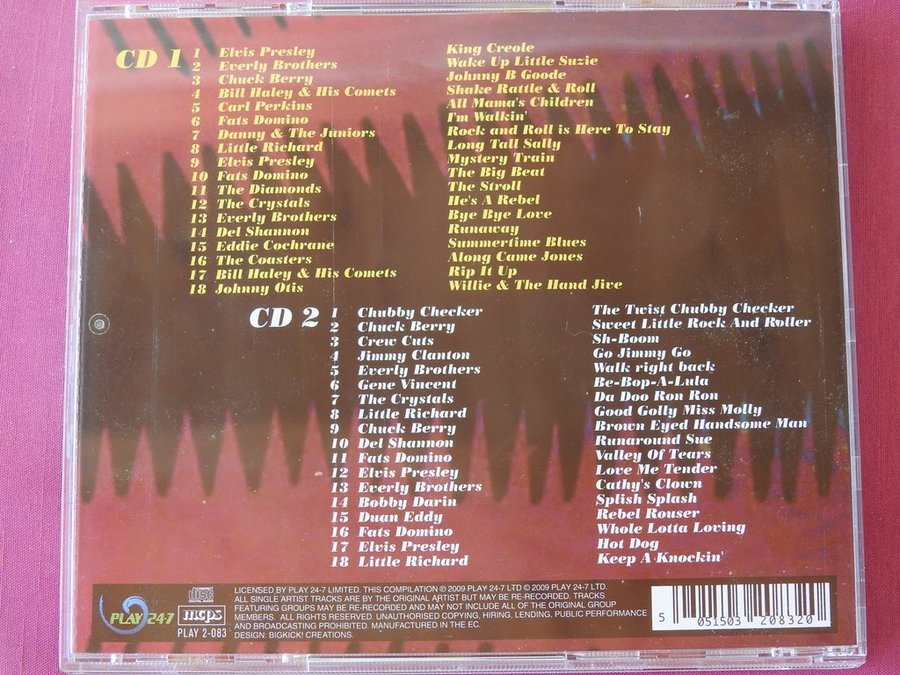 CD 1 1 Elvis Presley King Creole
2 Everly Brothers Wake Up Little Suzie
3 Chuck Berry Johnny B Goode
4 Bill Haley & His Comets Shake Rattle & Roll
5 Carl Perkins All Mama's Children
6 Fats Domino I'm Walkin'
7 Danny & The Juniors Rock and Roll is Here To Stay
8 Little Richard Long Tall Sally
9 Elvis Presley Mystery Train
10 Fats Domino The Big Beat
11 The Diamonds The Stroll
12 The Crystals He's A Rebel
13 Everly Brothers Bye Bye Love
14 Del Shannon Runaway
15 Eddie Cochrane Summertime Blues
16 The Coasters Along Came Jones
17 Bill Haley & His Comets Rip It Up
18 Johnny Otis Willie & The Hand Jive
CD 2 1 Chubby Checker The Twist Chubby Checker
2 Chuck Berry Sweet Little Rock And Roller
3 Crew Cuts Sh-Boom
4 Jimmy Clanton Go Jimmy Go
5 Everly Brothers Walk right back
6 Gene Vincent Be-Bop-A-Lula
7 The Crystals Da Doo Ron Ron
8 Little Richard Good Golly Miss Molly
9 Chuck Berry Brown Eyed Handsome Man
10 Del Shannon Runaround Sue
11 Fats Domino Valley Of Tears
12 Elvis Presley Love Me Tender
13 Everly Brothers Cathy's Clown
14 Bobby Darin Splish Splash
15 Duan Eddy Rebel Rouser
16 Fats Domino Whole Lotta Loving
17 Elvis Presley Hot Dog
18 Little Richard Keep A Knockin'
PLAY 24-7 COMPACT disc mcps
PLAY 2-083
LICENSED BY PLAY 24-7 LIMITED. THIS COMPILATION ℗ 2009 PLAY 24-7 LTD © 2009 PLAY 24-7 LTD.
ALL SINGLE ARTIST TRACKS ARE BY THE ORIGINAL ARTIST BUT MAY BE RE-RECORDED. TRACKS
FEATURING GROUPS MAY BE RE-RECORDED AND MAY NOT INCLUDE ALL OF THE ORIGINAL GROUP
MEMBERS. ALL RIGHTS RESERVED. UNAUTHORISED COPYING, HIRING, LENDING, PUBLIC PERFORMANCE
AND BROADCASTING PROHIBITED. MANUFACTURED IN THE EC.
DESIGN: BIGKICK! CREATIONS.
5 051503 208320